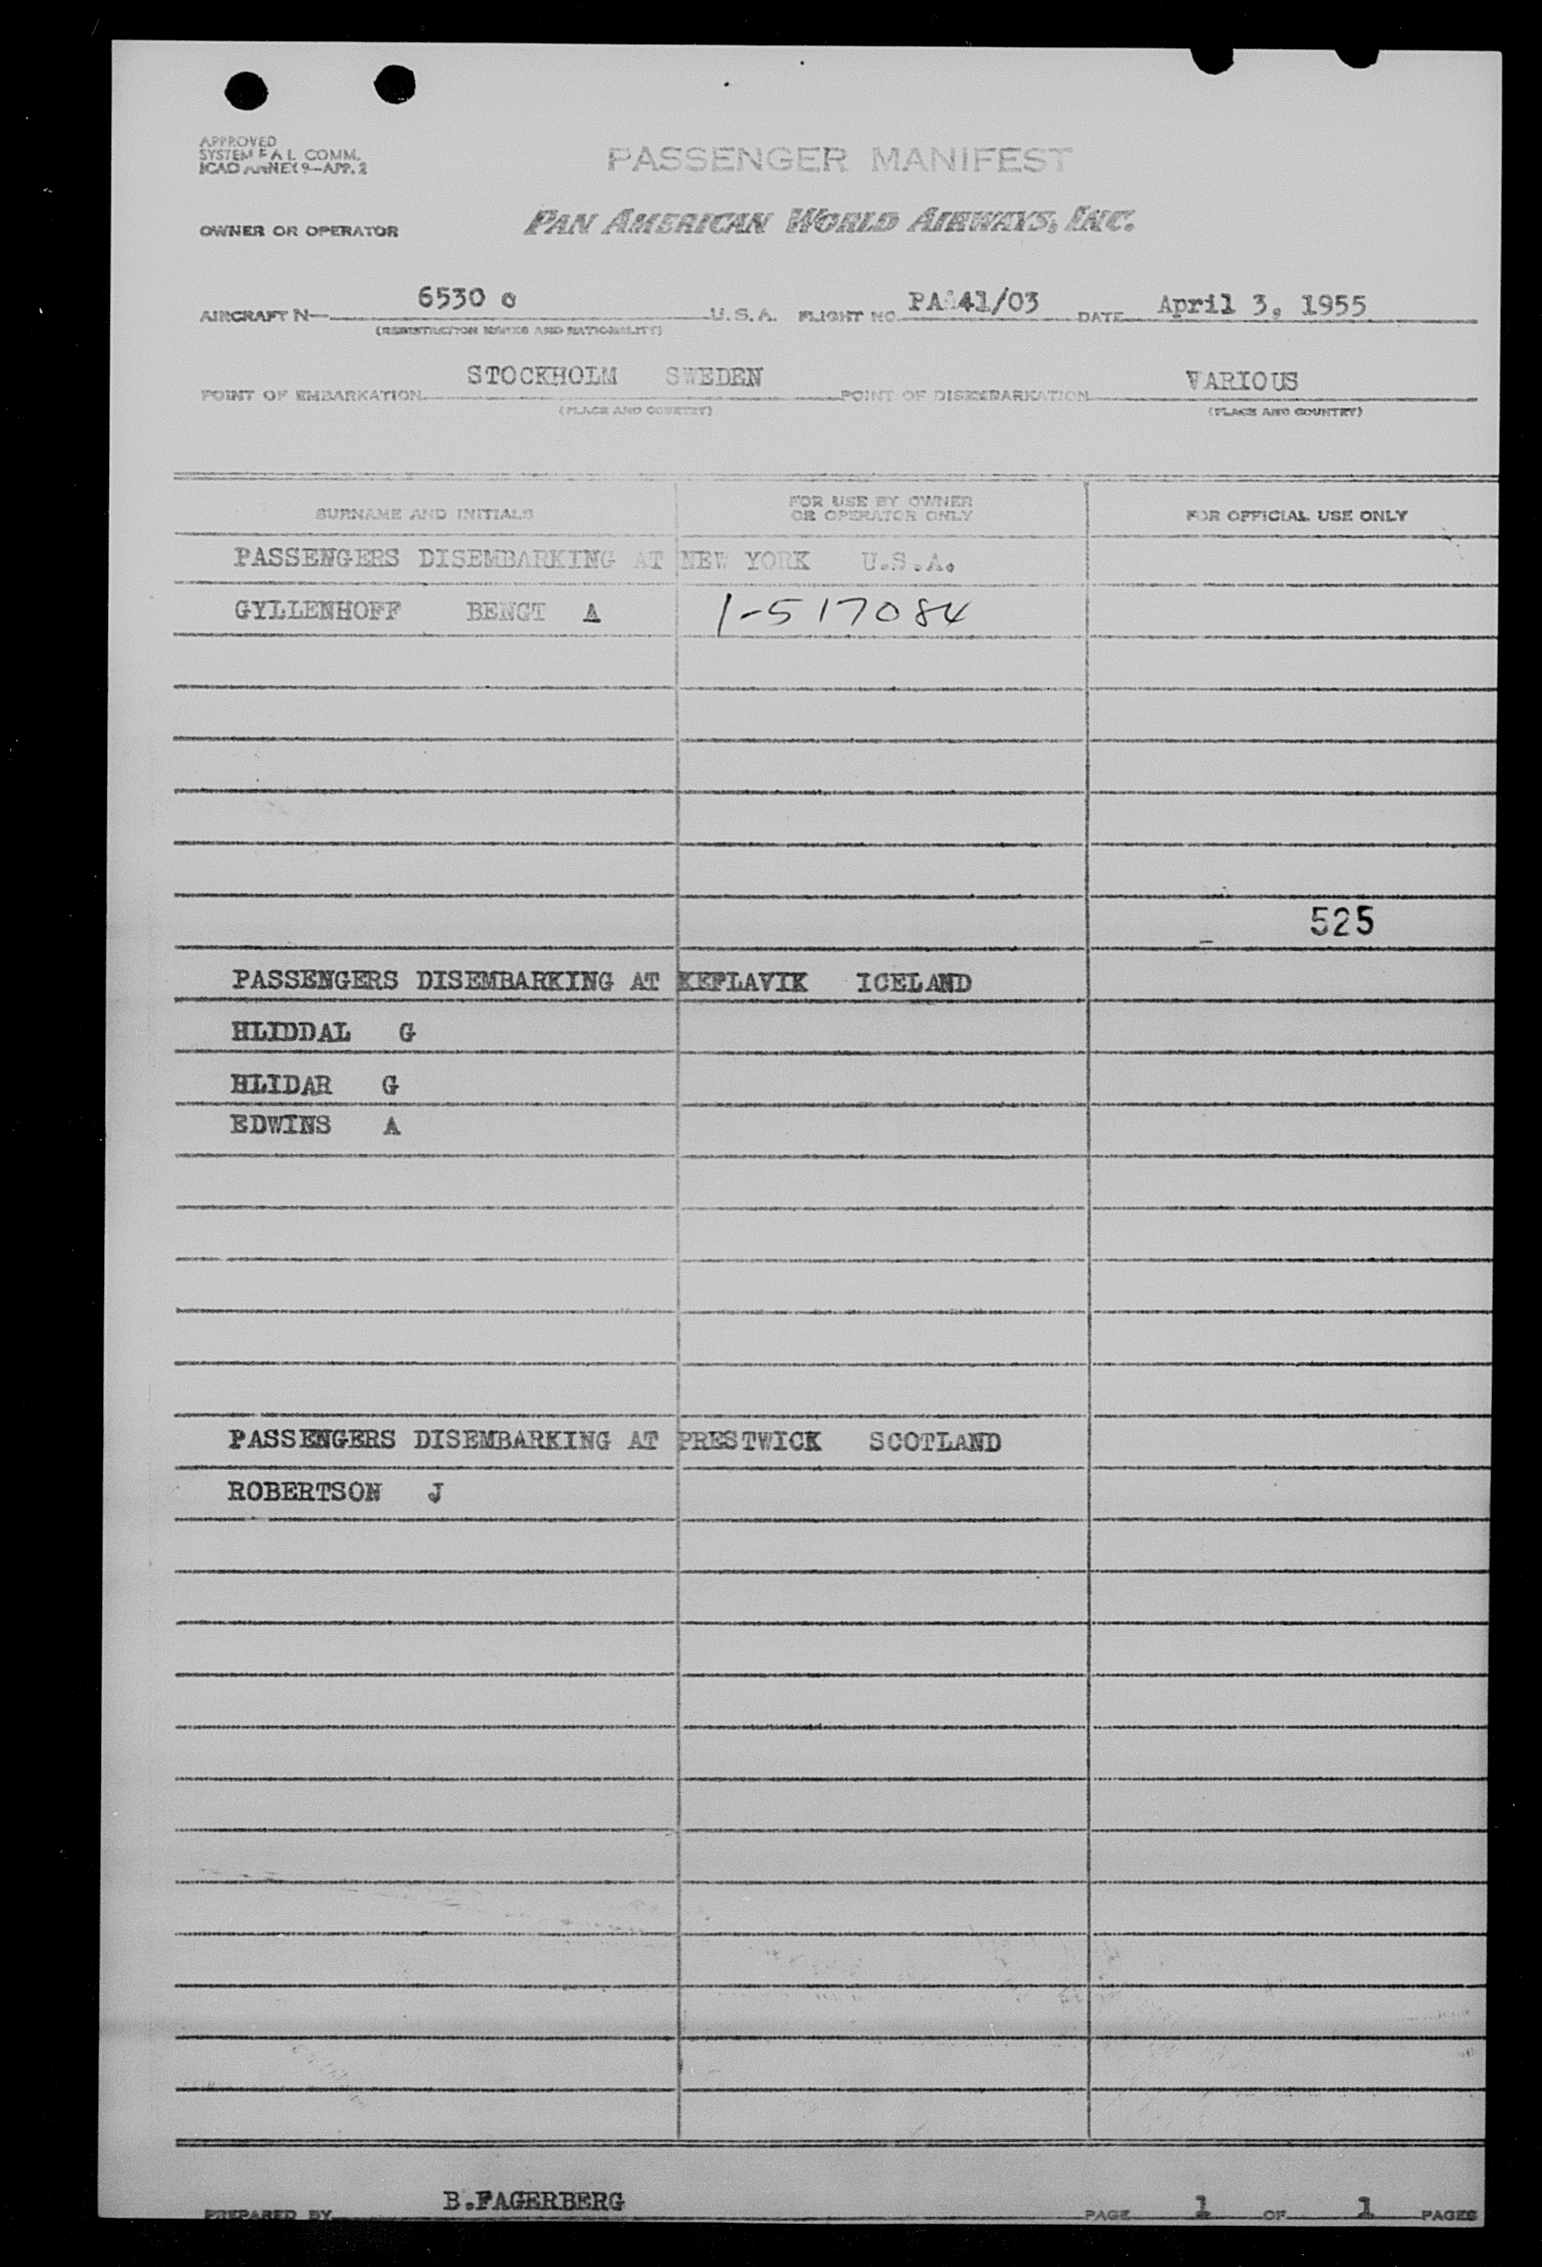 APPROVED
SYSTEM F A L COMM.
ICAO ANNEX 9—APP. 2
PASSENGER MANIFEST
OWNER OR OPERATOR PAN AMERICAN WORLD AIRWAYS, INC.
AIRCRAFT N— 6530 c U.S.A. FLIGHT NO. 41/03 DATE April 3, 1955
(REGISTRATION MARKS AND NATIONALITY)
POINT OF EMBARKATION STOCKHOLM SWEDEN POINT OF DISEMBARKATION VARIOUS
(PLACE AND COUNTRY) (PLACE AND COUNTRY)
SURNAME AND INITIALS FOR USE BY OWNER OR OPERATOR ONLY FOR OFFICIAL USE ONLY
PASSENGERS DISEMBARKING AT NEW YORK U.S.A.
GYLLENHOFF BENGT A 1-517084
525
PASSENGERS DISEMBARKING AT KEFLAVIK ICELAND
HLIDDAL G
HLIDAR G
EDWINS A
PASSENGERS DISEMBARKING AT PRESTWICK SCOTLAND
ROBERTSON J
PREPARED BY B.FAGERBERG PAGE 1 OF 1 PAGES